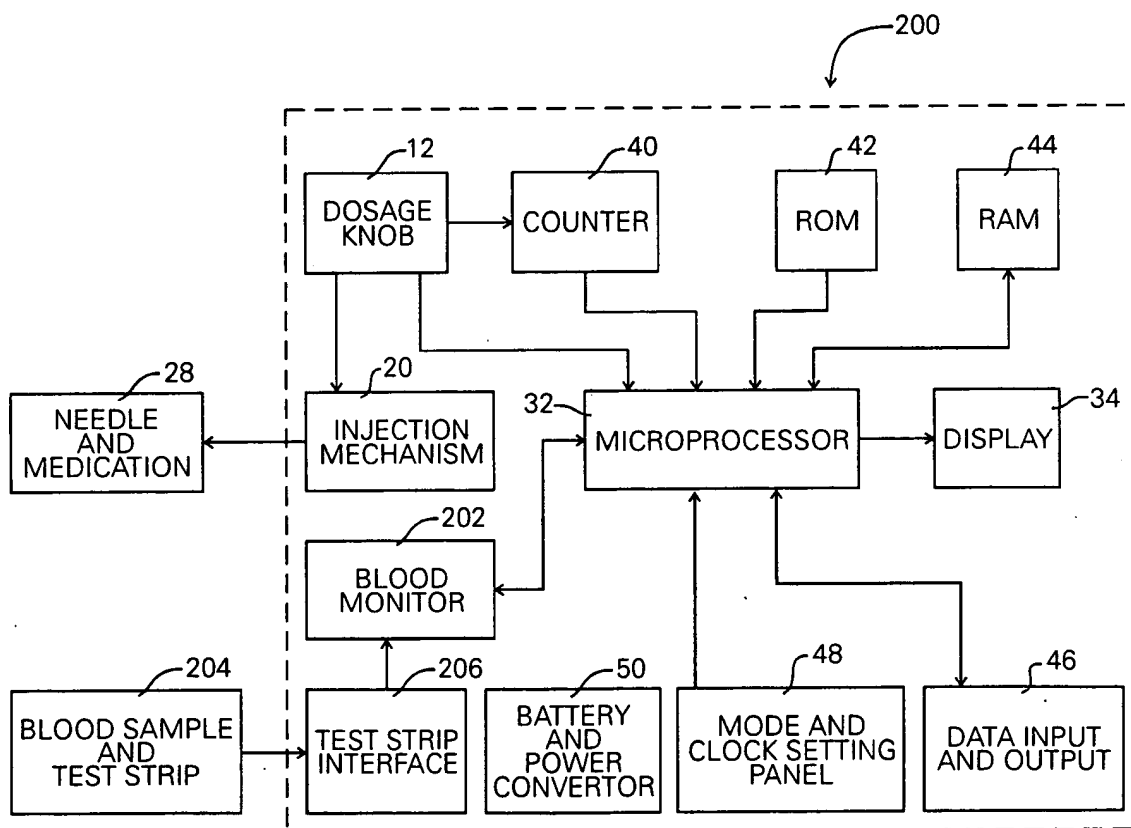 200
12
40
42
44
DOSAGE
KNOB
COUNTER
ROM
RAM
28
20
32
34
NEEDLE
AND
MEDICATION
INJECTION
MECHANISM
MICROPROCESSOR
DISPLAY
202
BLOOD
MONITOR
204
206
50
48
46
BLOOD SAMPLE
AND
TEST STRIP
TEST STRIP
INTERFACE
BATTERY
AND
POWER
CONVERTOR
MODE AND
CLOCK SETTING
PANEL
DATA INPUT
AND OUTPUT